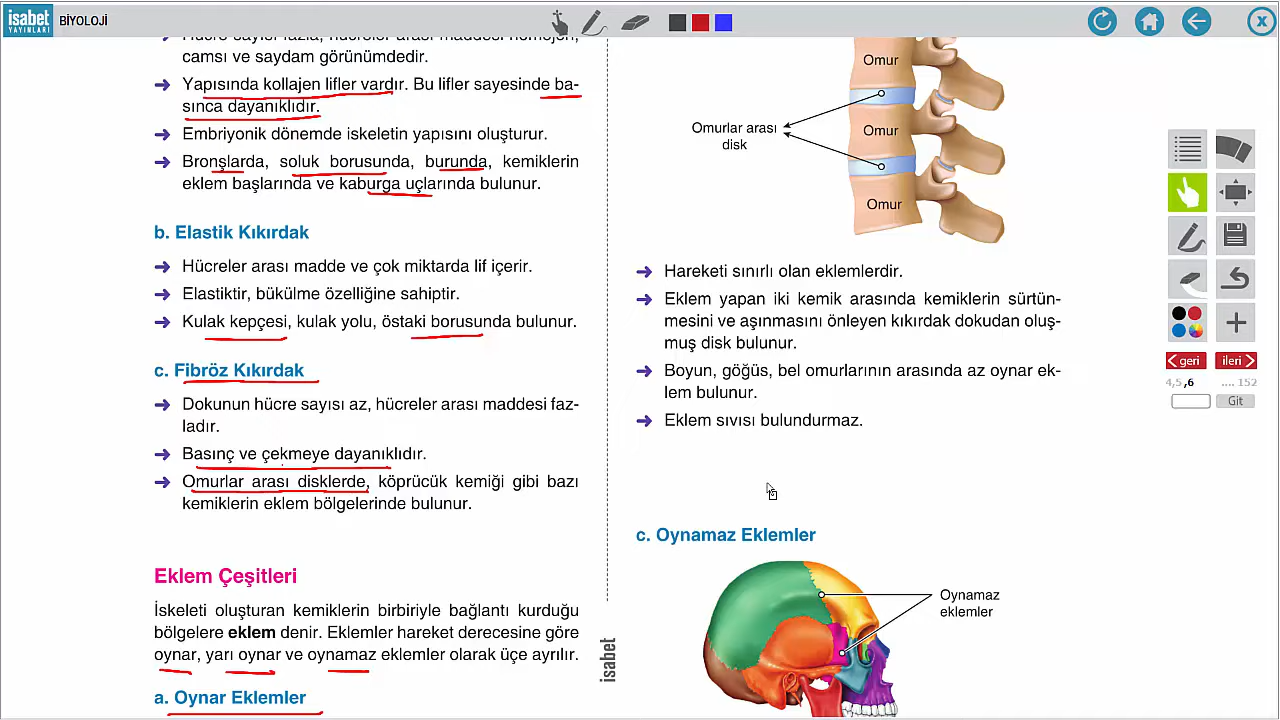 isabet
YAYINLARI
BİYOLOJİ
camsı ve saydam görünümdedir.
Yapısında kollajen lifler vardır. Bu lifler sayesinde ba-
sınca dayanıklıdır.
Embriyonik dönemde iskeletin yapısını oluşturur.
Bronşlarda, soluk borusunda, burunda, kemiklerin
eklem başlarında ve kaburga uçlarında bulunur.
b. Elastik Kıkırdak
Hücreler arası madde ve çok miktarda lif içerir.
Elastiktir, bükülme özelliğine sahiptir.
Kulak kepçesi, kulak yolu, östaki borusunda bulunur.
c. Fibröz Kıkırdak
Dokunun hücre sayısı az, hücreler arası maddesi faz-
ladır.
Basınç ve çekmeye dayanıklıdır.
Omurlar arası disklerde, köprücük kemiği gibi bazı
kemiklerin eklem bölgelerinde bulunur.
Eklem Çeşitleri
İskeleti oluşturan kemiklerin birbiriyle bağlantı kurduğu
bölgelere eklem denir. Eklemler hareket derecesine göre
oynar, yarı oynar ve oynamaz eklemler olarak üçe ayrılır.
a. Oynar Eklemler
isabet
Omur
Omurlar arası
disk
Omur
Omur
Hareketi sınırlı olan eklemlerdir.
Eklem yapan iki kemik arasında kemiklerin sürtün-
mesini ve aşınmasını önleyen kıkırdak dokudan oluş-
muş disk bulunur.
Boyun, göğüs, bel omurlarının arasında az oynar ek-
lem bulunur.
Eklem sıvısı bulundurmaz.
c. Oynamaz Eklemler
Oynamaz
eklemler
geri
ileri
4,5,6
.... 152
Git